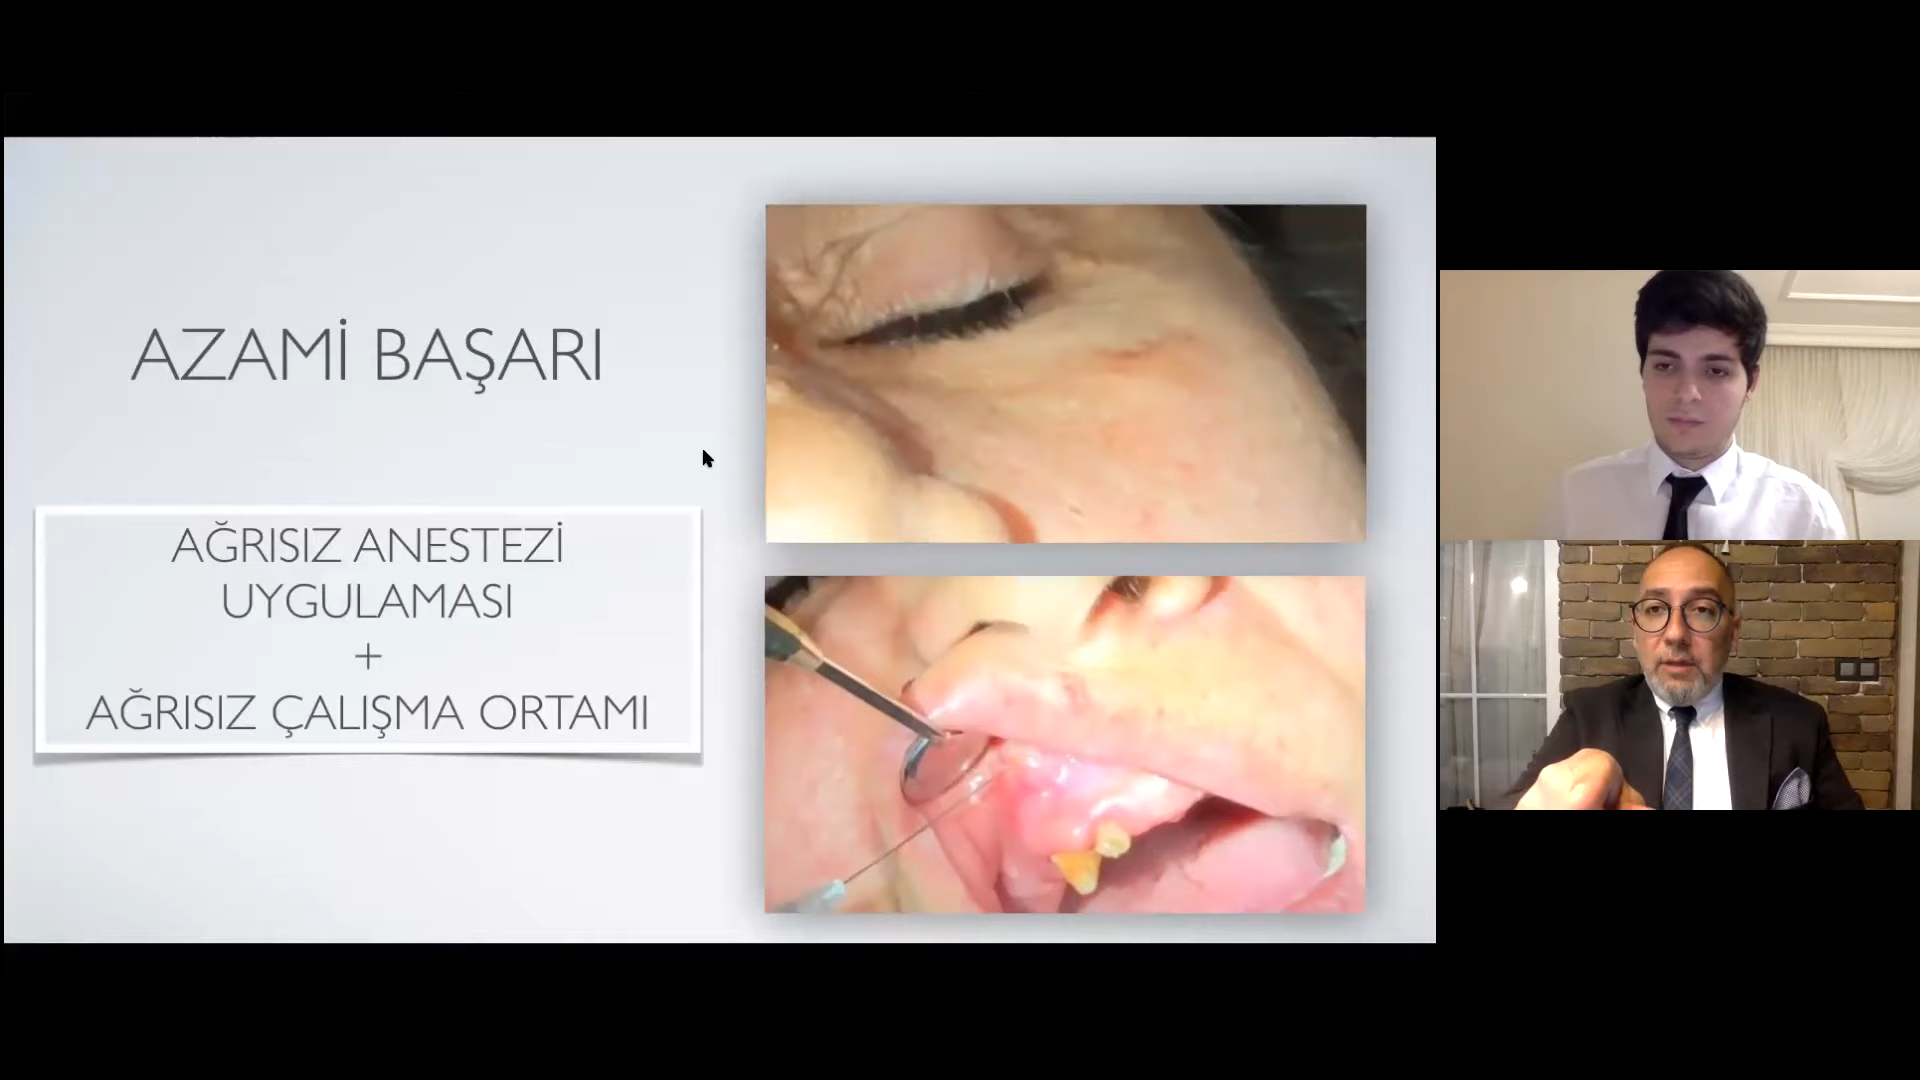 AZAMİ BAŞARI
AĞRISIZ ANESTEZİ
UYGULAMASI
+
AĞRISIZ ÇALIŞMA ORTAMI